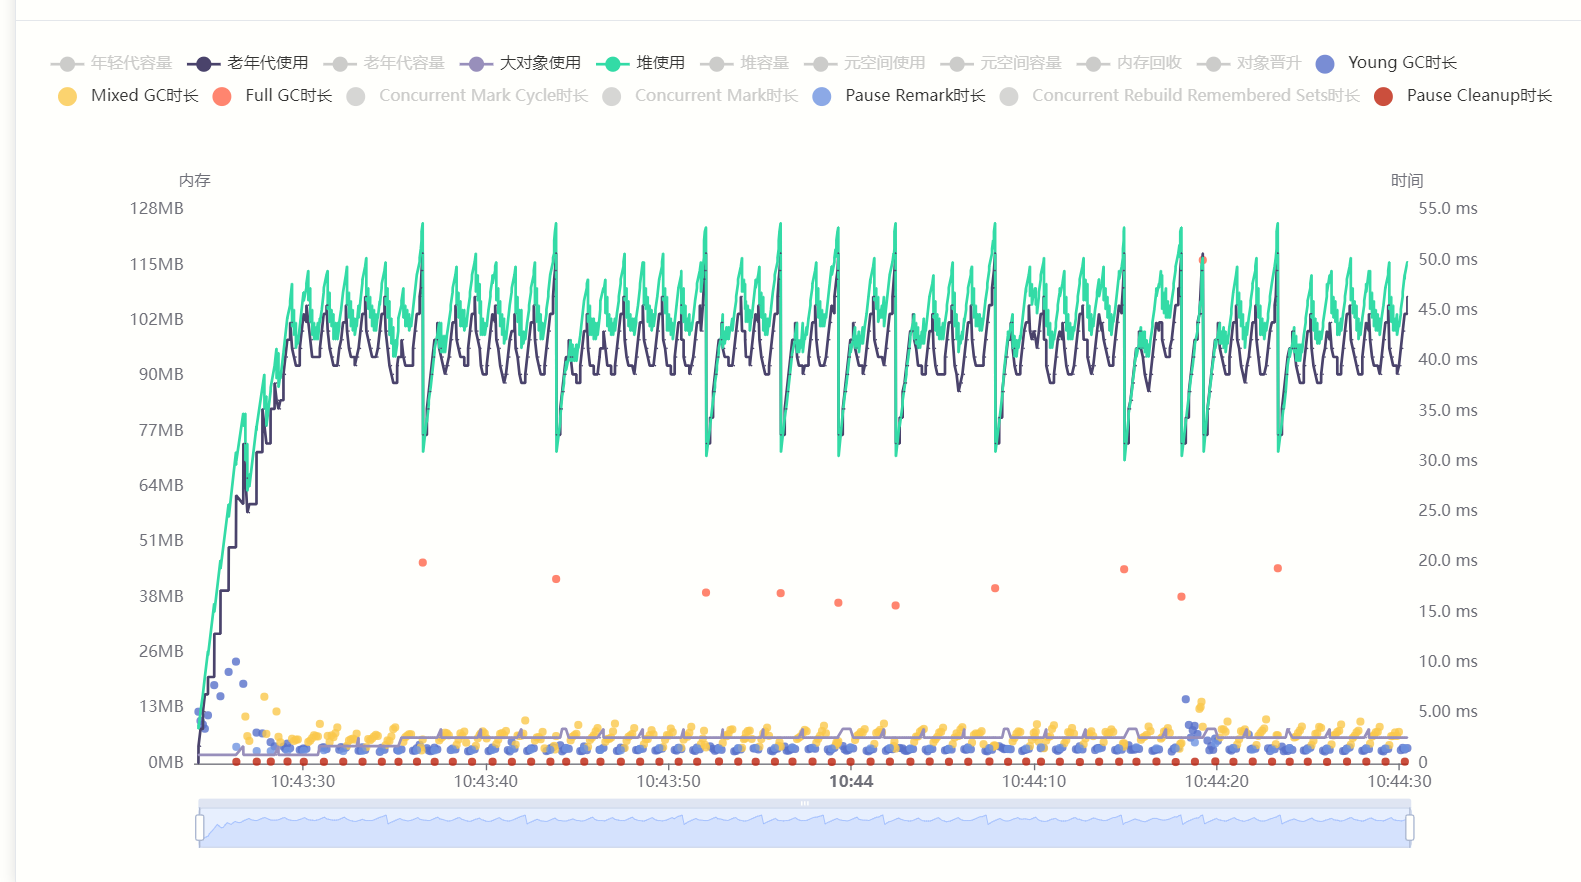 年轻代容量 老年代使用 老年代容量 大对象使用 堆使用 堆容量 元空间使用 元空间容量 内存回收 对象晋升 Young GC时长
Mixed GC时长 Full GC时长 Concurrent Mark Cycle时长 Concurrent Mark时长 Pause Remark时长 Concurrent Rebuild Remembered Sets时长 Pause Cleanup时长
内存 时间
128MB 55.0 ms
115MB 50.0 ms
102MB 45.0 ms
90MB 40.0 ms
77MB 35.0 ms
64MB 30.0 ms
51MB 25.0 ms
38MB 20.0 ms
26MB 15.0 ms
13MB 10.0 ms
0MB 5.00 ms
0
10:43:30 10:43:40 10:43:50 10:44 10:44:10 10:44:20 10:44:30